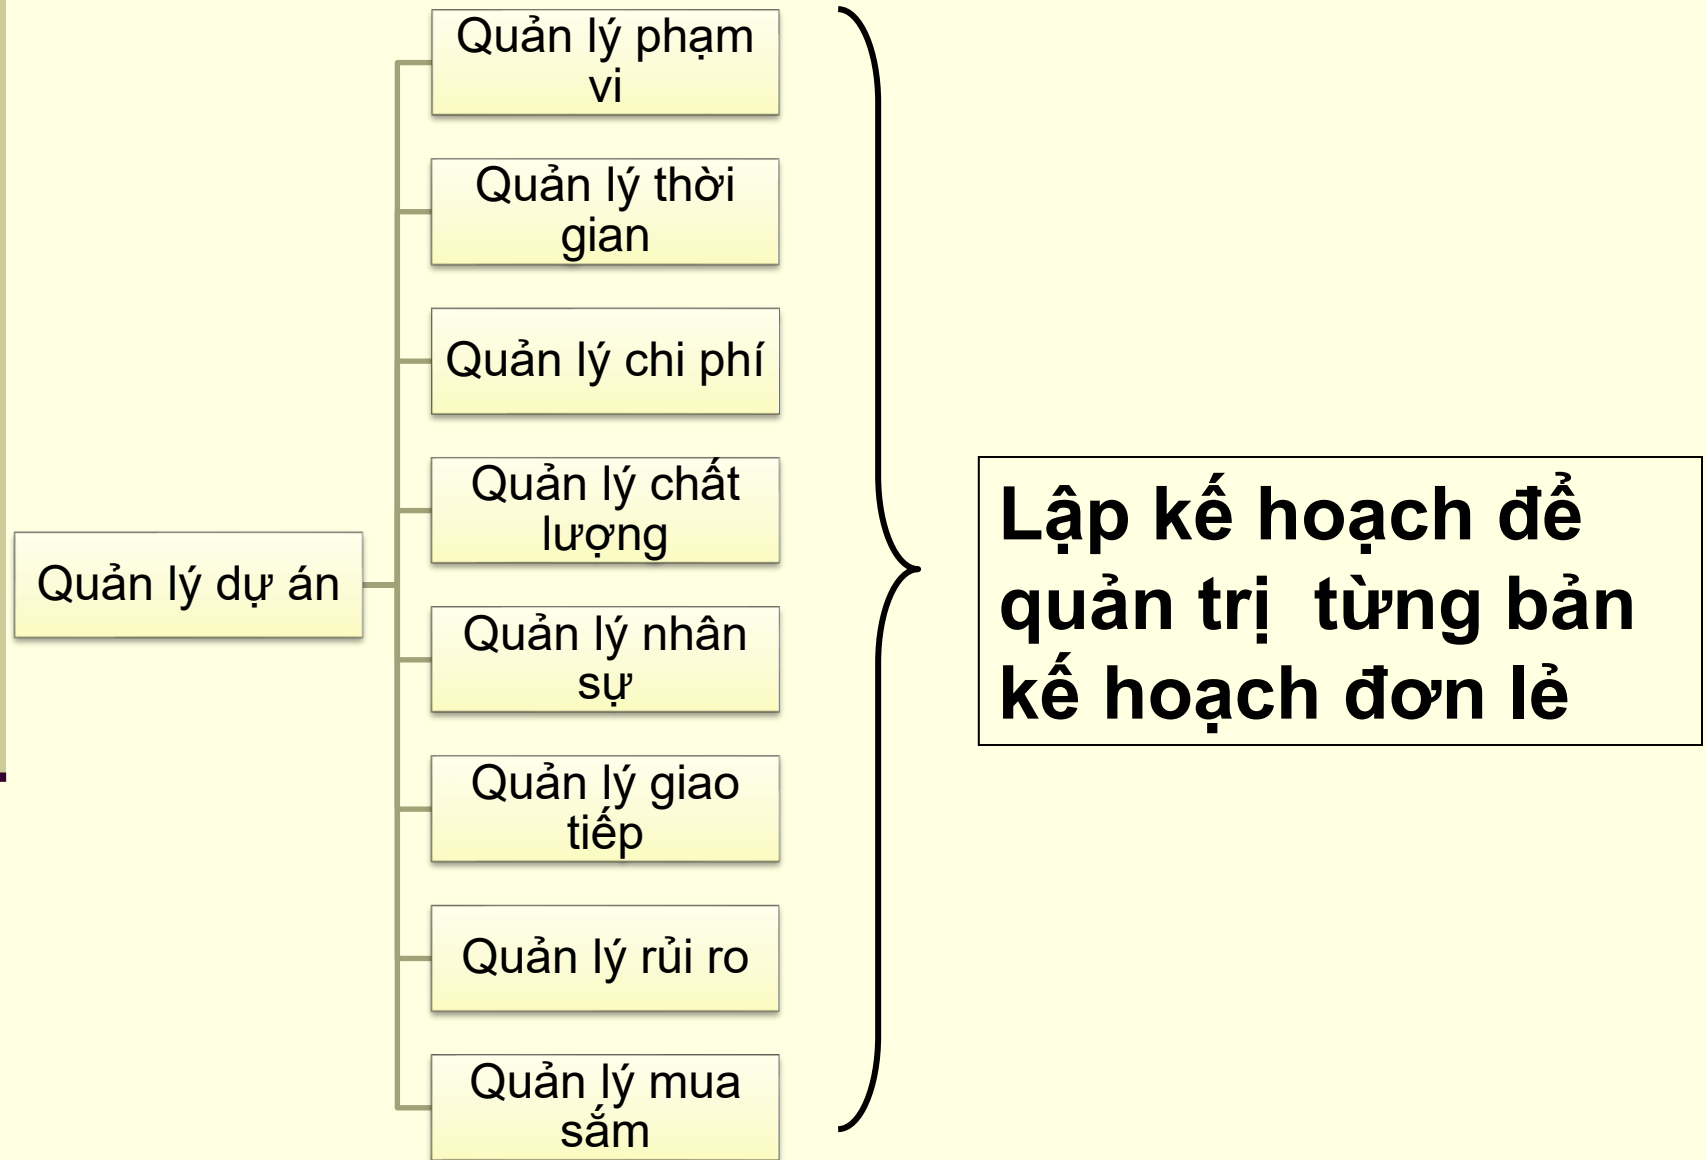 Quản lý dự án
Quản lý phạm
vi
Quản lý thời
gian
Quản lý chi phí
Quản lý chất
lượng
Quản lý nhân
sự
Quản lý giao
tiếp
Quản lý rủi ro
Quản lý mua
sắm
Lập kế hoạch để
quản trị từng bản
kế hoạch đơn lẻ